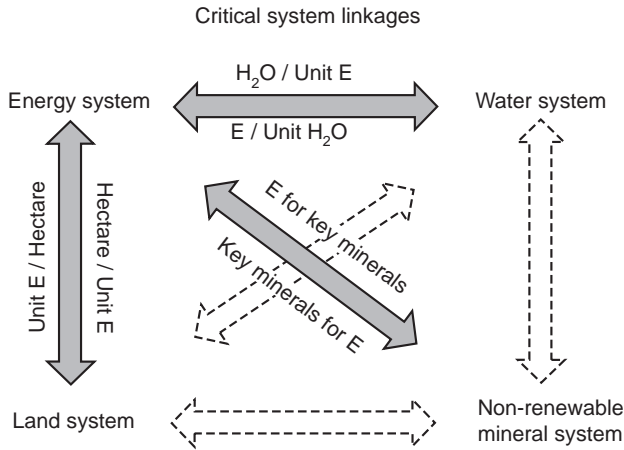 Critical system linkages
H₂O / Unit E
Energy system
Water system
E / Unit H₂O
Unit E / Hectare
Hectare / Unit E
E for key minerals
Key minerals for E
Land system
Non-renewable
mineral system